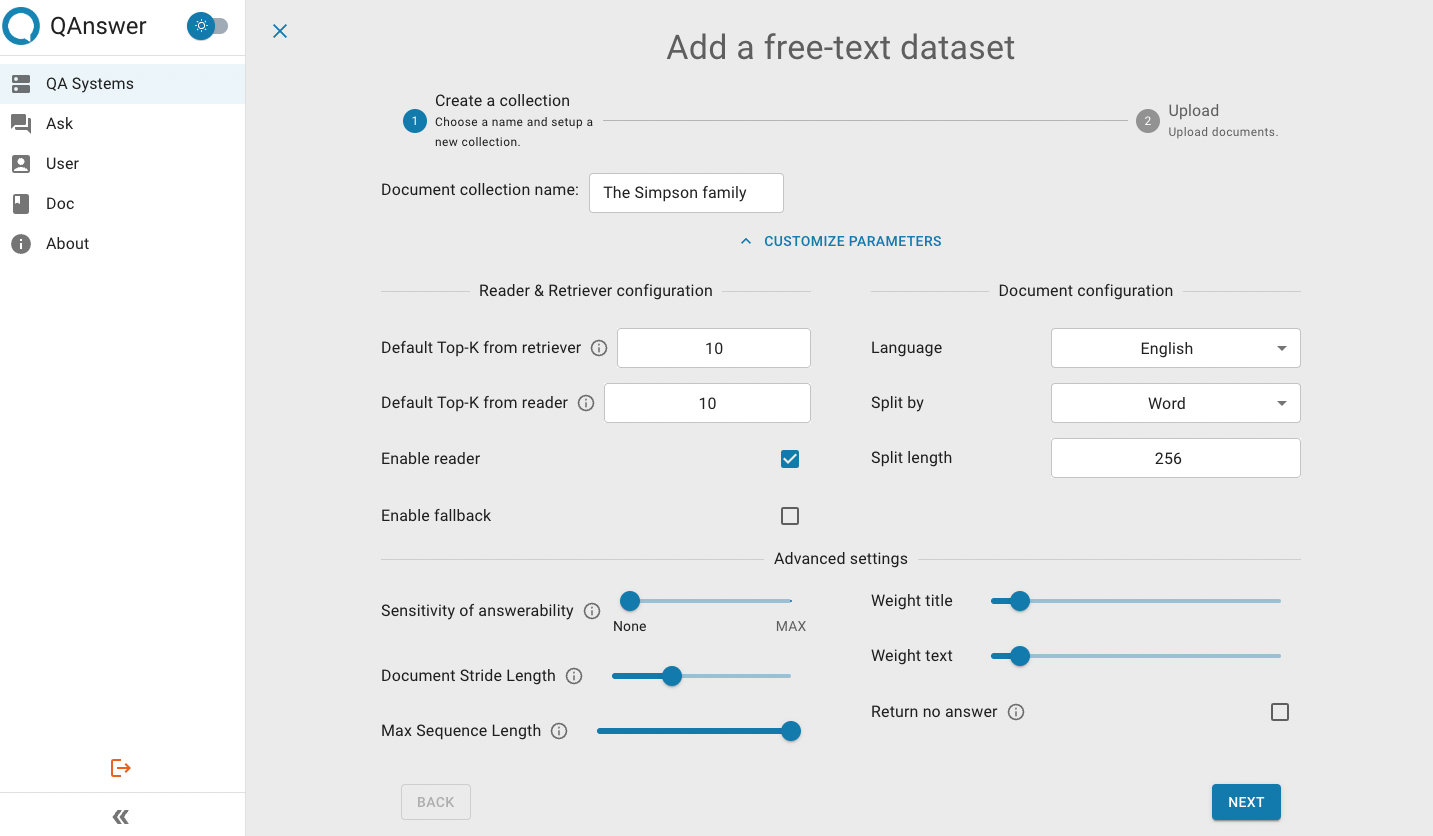 QAnswer
QA Systems
Ask
User
Doc
About
Add a free-text dataset
1
Create a collection
Choose a name and setup a
new collection.
2
Upload
Upload documents.
Document collection name:
The Simpson family
CUSTOMIZE PARAMETERS
Reader & Retriever configuration
Default Top-K from retriever
10
Default Top-K from reader
10
Enable reader
Enable fallback
Document configuration
Language
English
Split by
Word
Split length
256
Advanced settings
Sensitivity of answerability
None
MAX
Document Stride Length
Max Sequence Length
Weight title
Weight text
Return no answer
BACK
NEXT